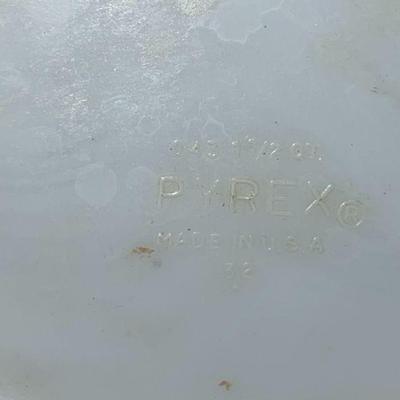 043 1 1/2 QT.
PYREX®
MADE IN U.S.A
32